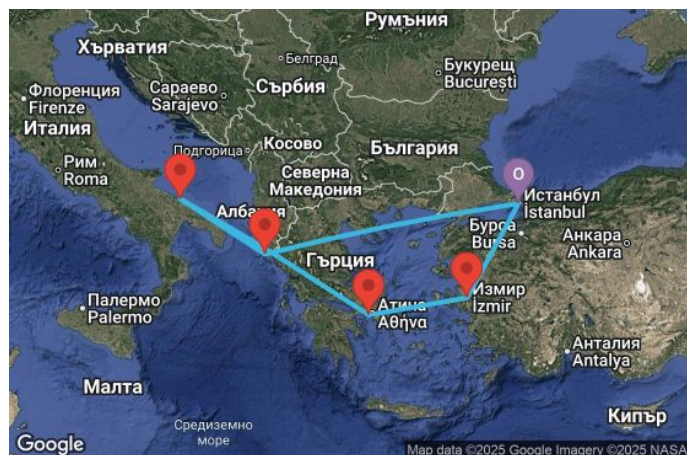 Румъния
Хърватия
Белград
Букурещ
București
Флоренция
Firenze
Сараево
Sarajevo
Сърбия
Италия
Подгорица
Косово
България
Рим
Roma
Северна
Македония
O
Истанбул
İstanbul
Албания
Бурса
Bursa
Анкара
Ankara
Гърция
Измир
İzmir
Атина
Αθήνα
Палермо
Palermo
Анталия
Antalya
Малта
Кипър
Средиземно
море
Google
Map data ©2025 Google Imagery ©2025 NASA